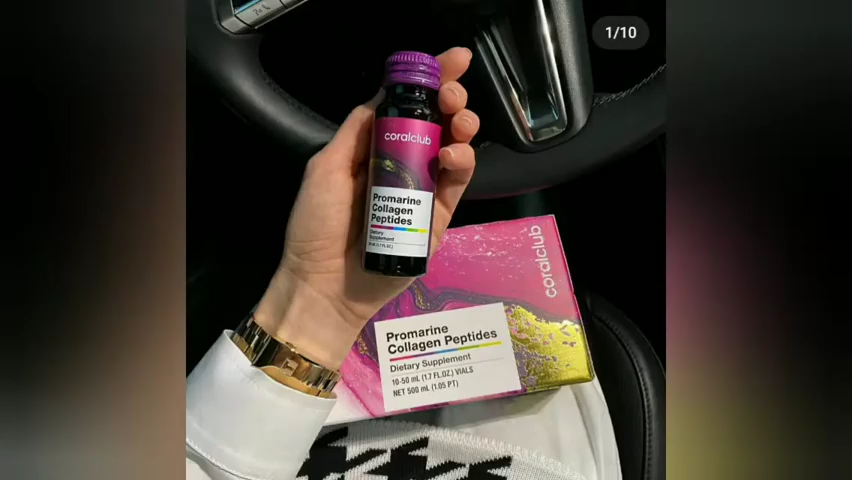 1/10
coralclub
Promarine
Collagen
Peptides
Dietary
Supplement
coralclub
Promarine
Collagen Peptides
Dietary Supplement
10-50 mL (1.7 FL.OZ.) VIALS
NET 500 mL (1.05 PT)